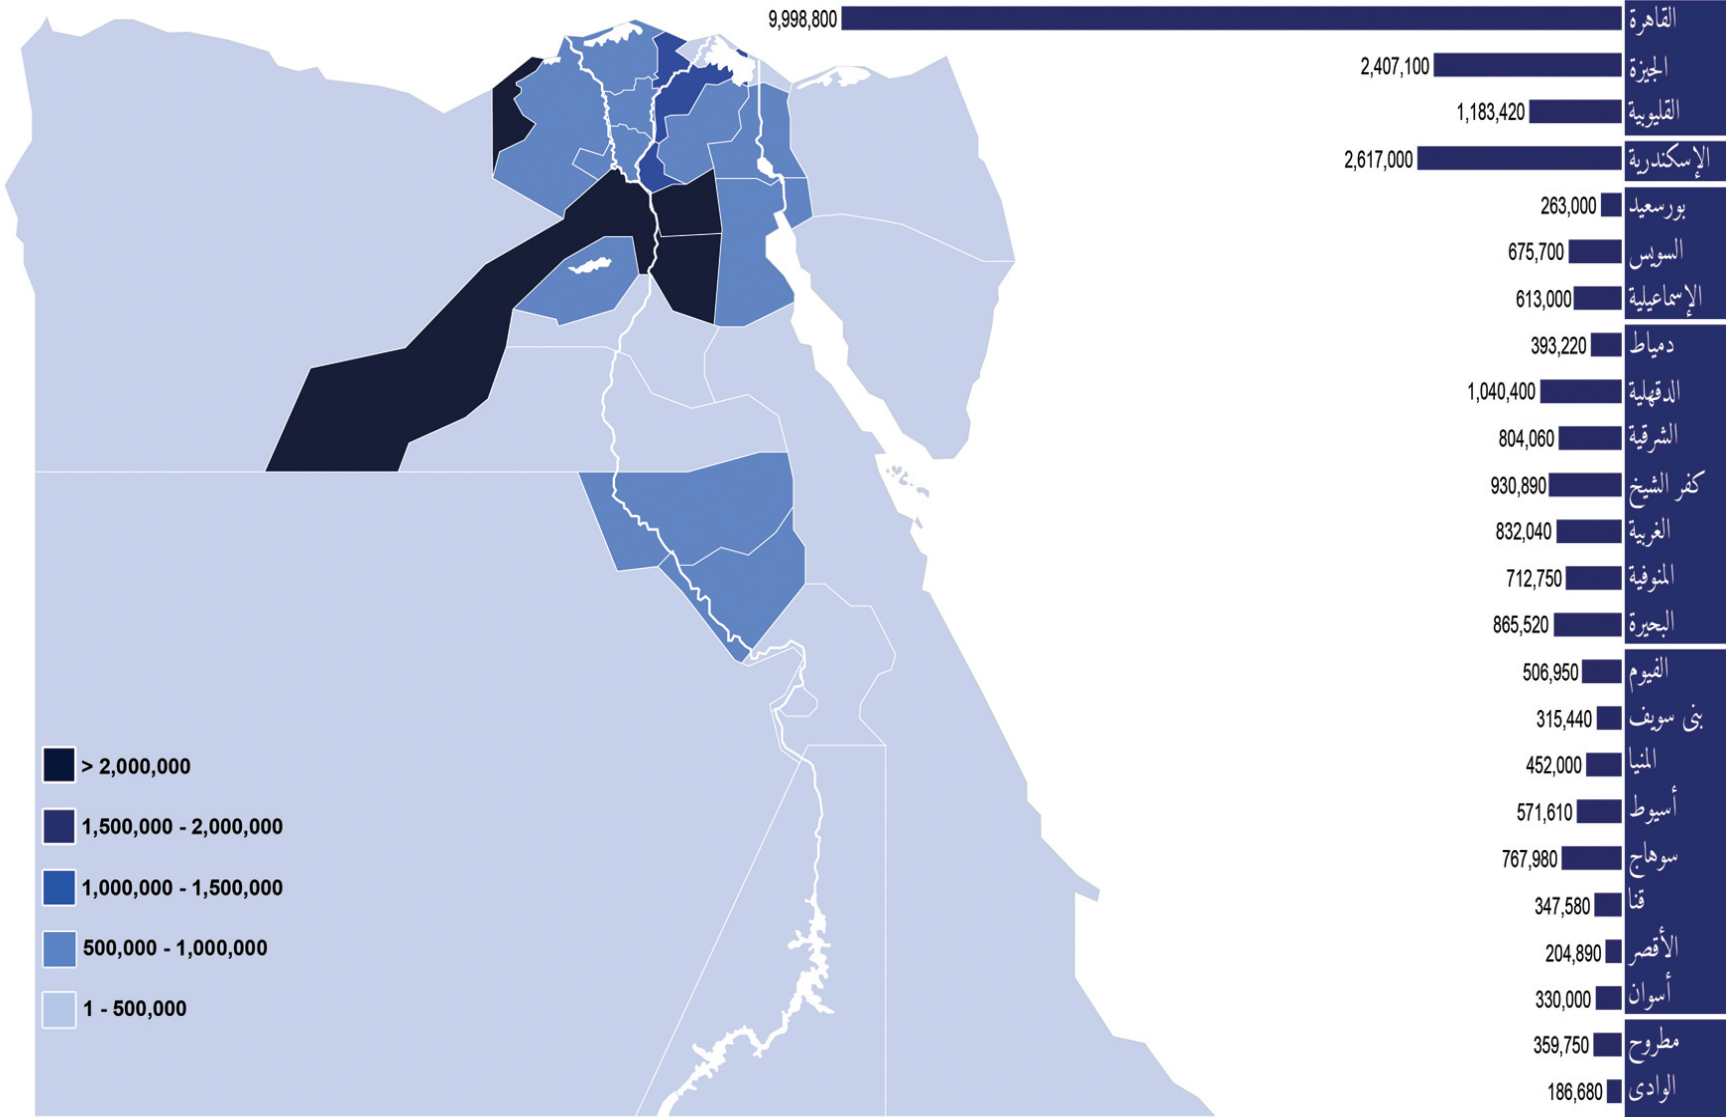 القاهرة 9,998,800
الجيزة 2,407,100
القليوبية 1,183,420
الإسكندرية 2,617,000
بورسعيد 263,000
السويس 675,700
الإسماعيلية 613,000
دمياط 393,220
الدقهلية 1,040,400
الشرقية 804,060
كفر الشيخ 930,890
الغربية 832,040
المنوفية 712,750
البحيرة 865,520
الفيوم 506,950
بنى سويف 315,440
المنيا 452,000
أسيوط 571,610
سوهاج 767,980
قنا 347,580
الأقصر 204,890
أسوان 330,000
مطروح 359,750
الوادى 186,680
> 2,000,000
1,500,000 - 2,000,000
1,000,000 - 1,500,000
500,000 - 1,000,000
1 - 500,000